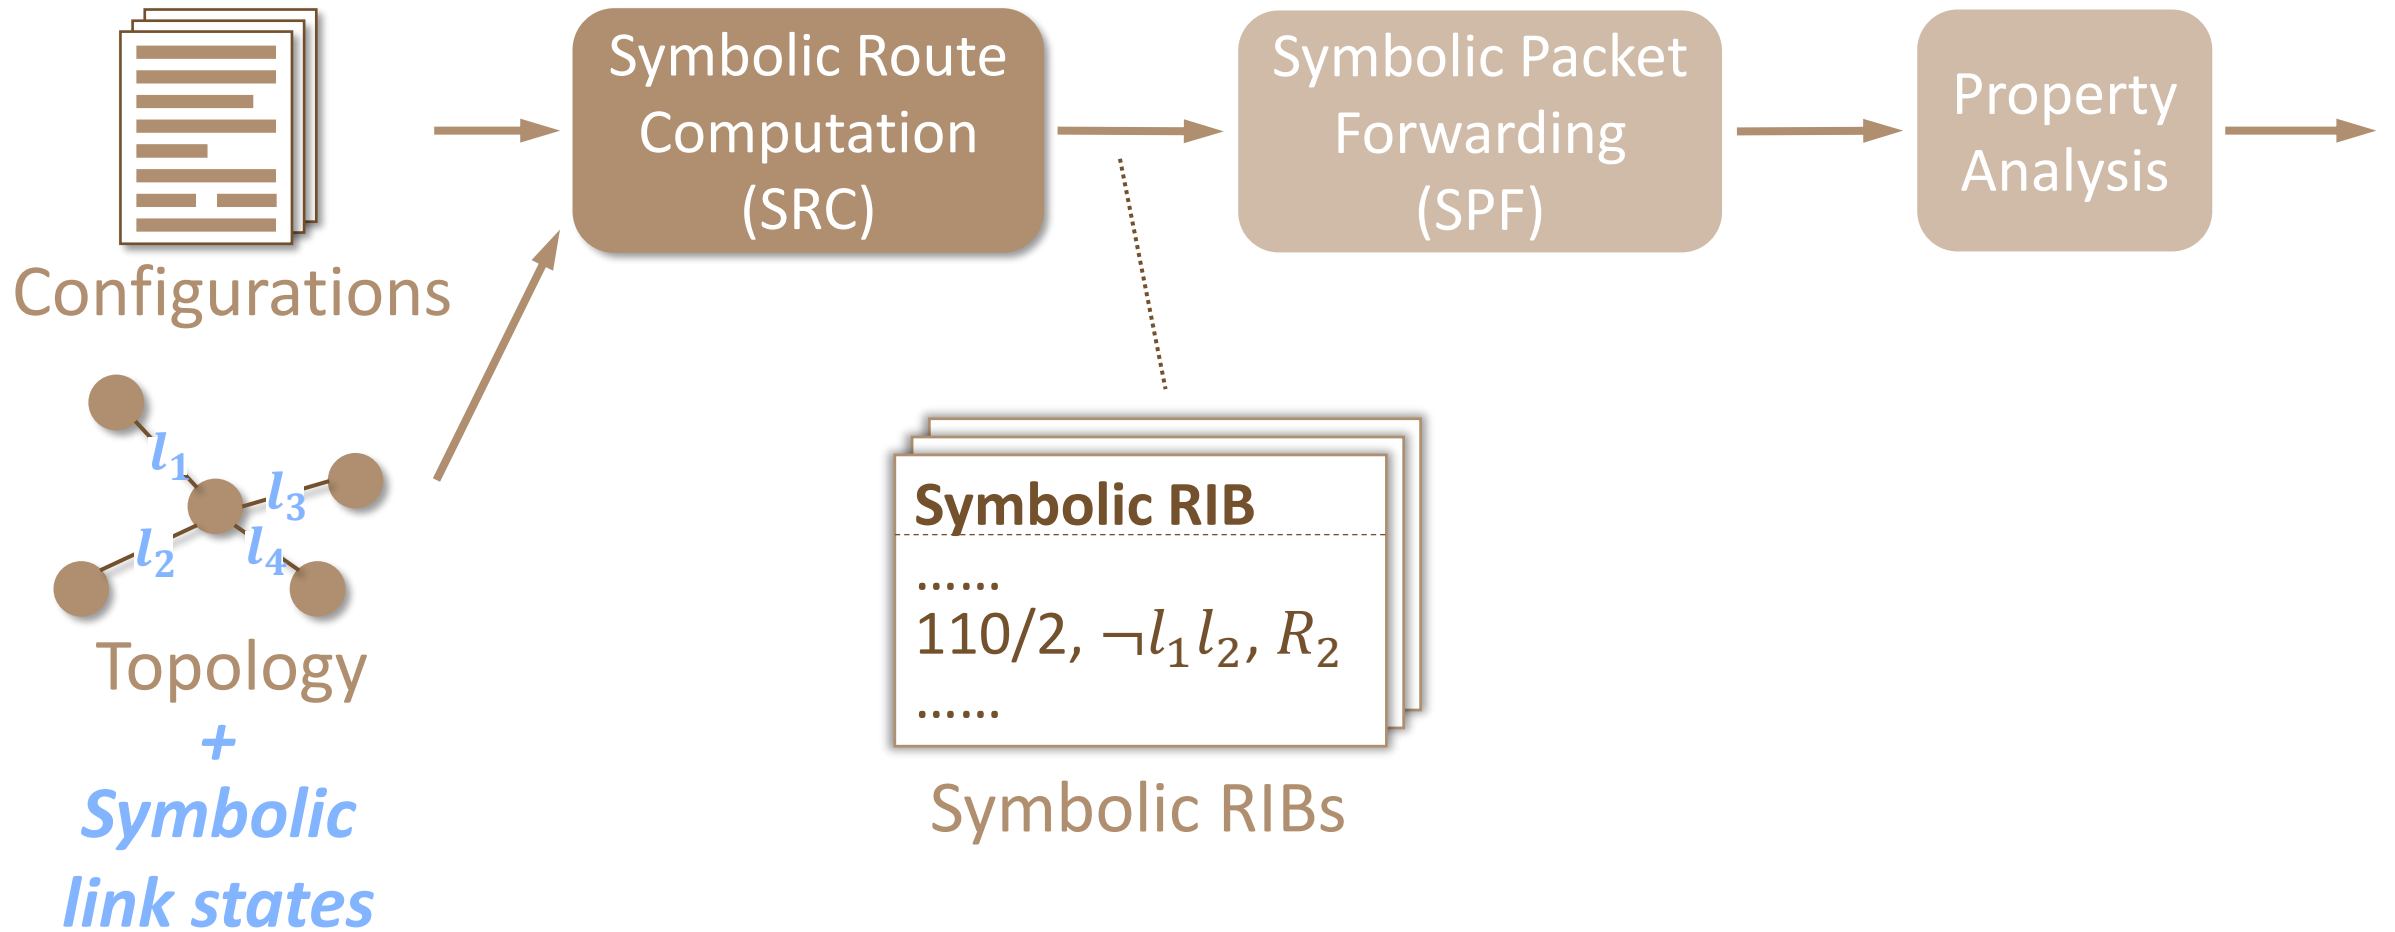 Symbolic Route
Computation
(SRC)
Symbolic Packet
Forwarding
(SPF)
Property
Analysis
Configurations
l₁
l₃
l₂
l₄
Topology
+
Symbolic
link states
Symbolic RIB
......
110/2, ¬l₁l₂, R₂
......
Symbolic RIBs